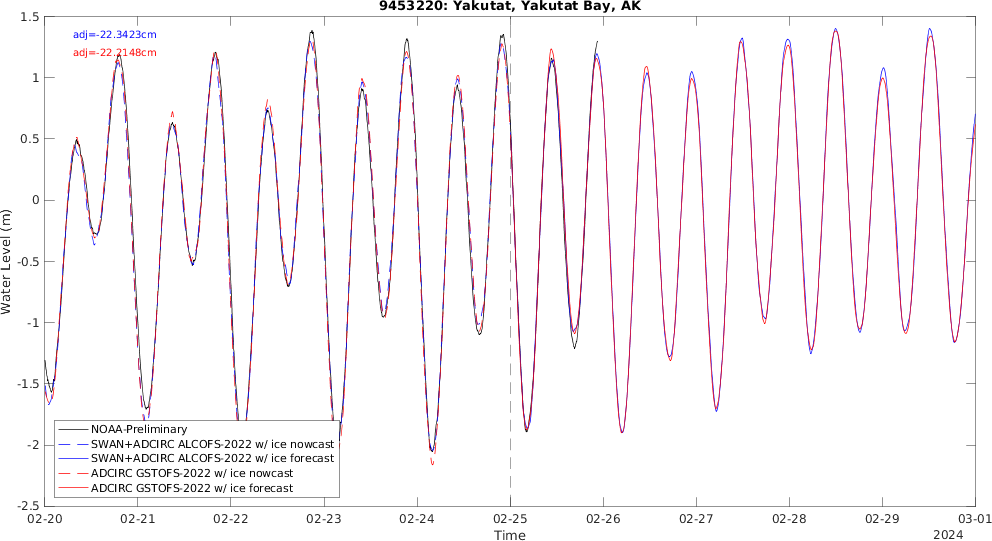 9453220: Yakutat, Yakutat Bay, AK
adj=-22.3423cm
adj=-22.2148cm
1.5
1
0.5
0
-0.5
-1
-1.5
-2
-2.5
Water Level (m)
NOAA-Preliminary
SWAN+ADCIRC ALCOFS-2022 w/ ice nowcast
SWAN+ADCIRC ALCOFS-2022 w/ ice forecast
ADCIRC GSTOFS-2022 w/ ice nowcast
ADCIRC GSTOFS-2022 w/ ice forecast
02-20 02-21 02-22 02-23 02-24 02-25 02-26 02-27 02-28 02-29 03-01
Time
2024